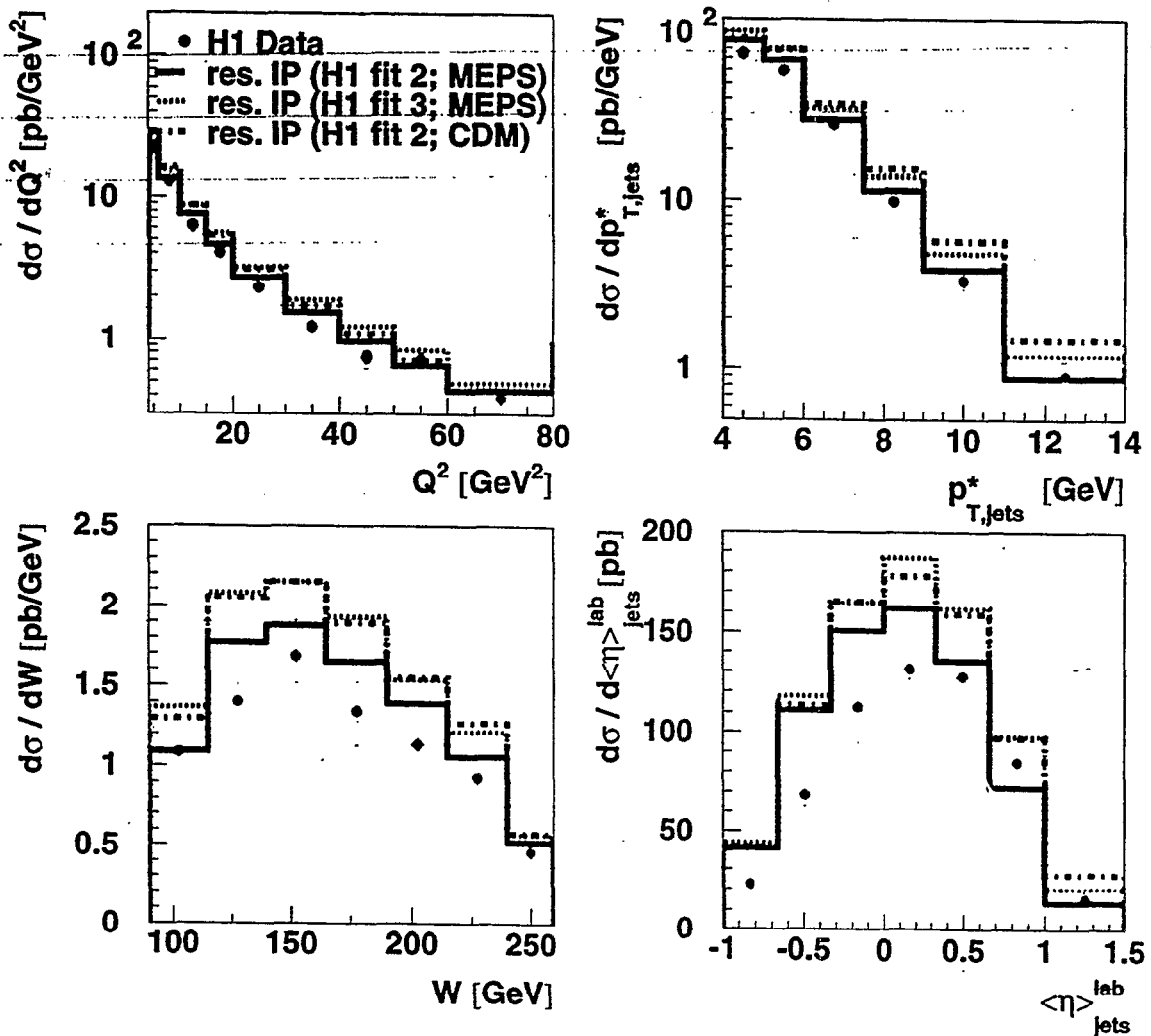 dσ / dQ² [pb/GeV²]
10²
10
1
H1 Data
res. IP (H1 fit 2; MEPS)
res. IP (H1 fit 3; MEPS)
res. IP (H1 fit 2; CDM)
20 40 60 80
Q² [GeV²]
dσ / dp*T,jets [pb/GeV]
10²
10
1
4 6 8 10 12 14
p*T,jets [GeV]
dσ / dW [pb/GeV]
2.5
2
1.5
1
0.5
0
100 150 200 250
W [GeV]
dσ / d<η>lab jets [pb]
200
150
100
50
0
-1 -0.5 0 0.5 1 1.5
<η>lab jets